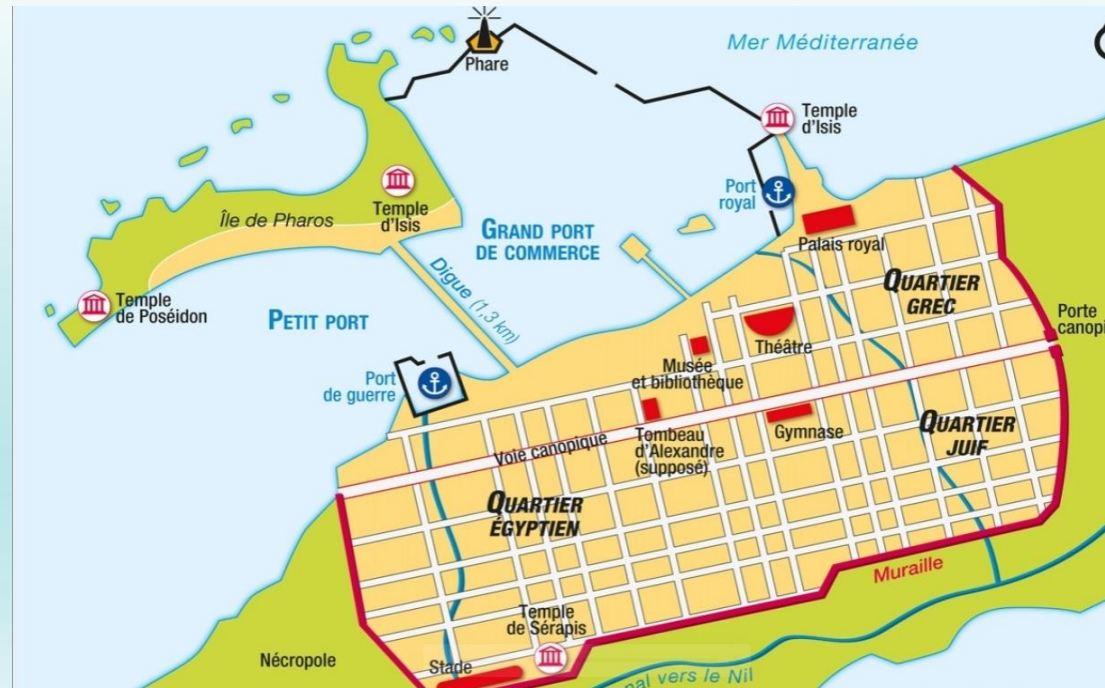 Mer Méditerranée
Phare
Temple
d'Isis
Port
royal
Temple
d'Isis
Île de Pharos
GRAND PORT
DE COMMERCE
Palais royal
QUARTIER
GREC
Digue (1,3 km)
Temple
de Poséidon
PETIT PORT
Porte
Théâtre
Musée
et bibliothèque
Port
de guerre
Gymnase
QUARTIER
JUIF
Tombeau
d'Alexandre
(supposé)
Voie canopique
QUARTIER
ÉGYPTIEN
Muraille
Temple
de Sérapis
Nécropole
Stade
vers le Nil